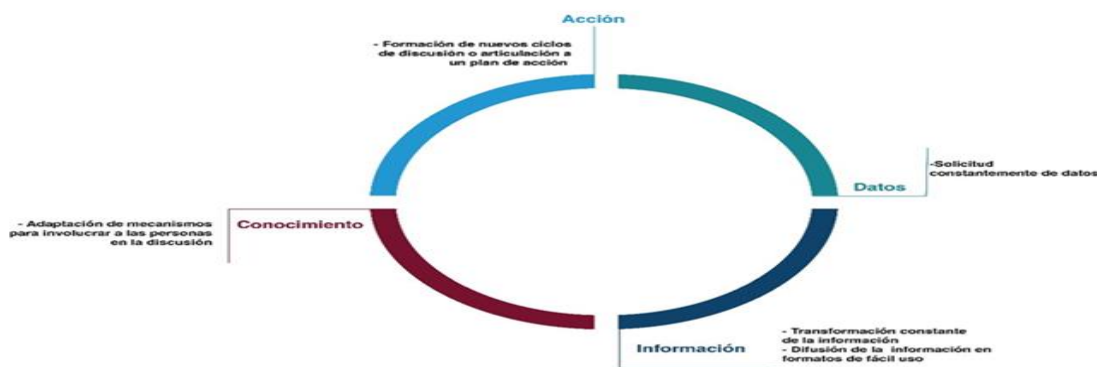 Acción
- Formación de nuevos ciclos
de discusión o articulación a
un plan de acción
-Solicitud
constantemente de datos
Datos
- Adaptación de mecanismos
para involucrar a las personas
en la discusión
Conocimiento
Información
- Transformación constante
de la información
- Difusión de la información en
formatos de fácil uso